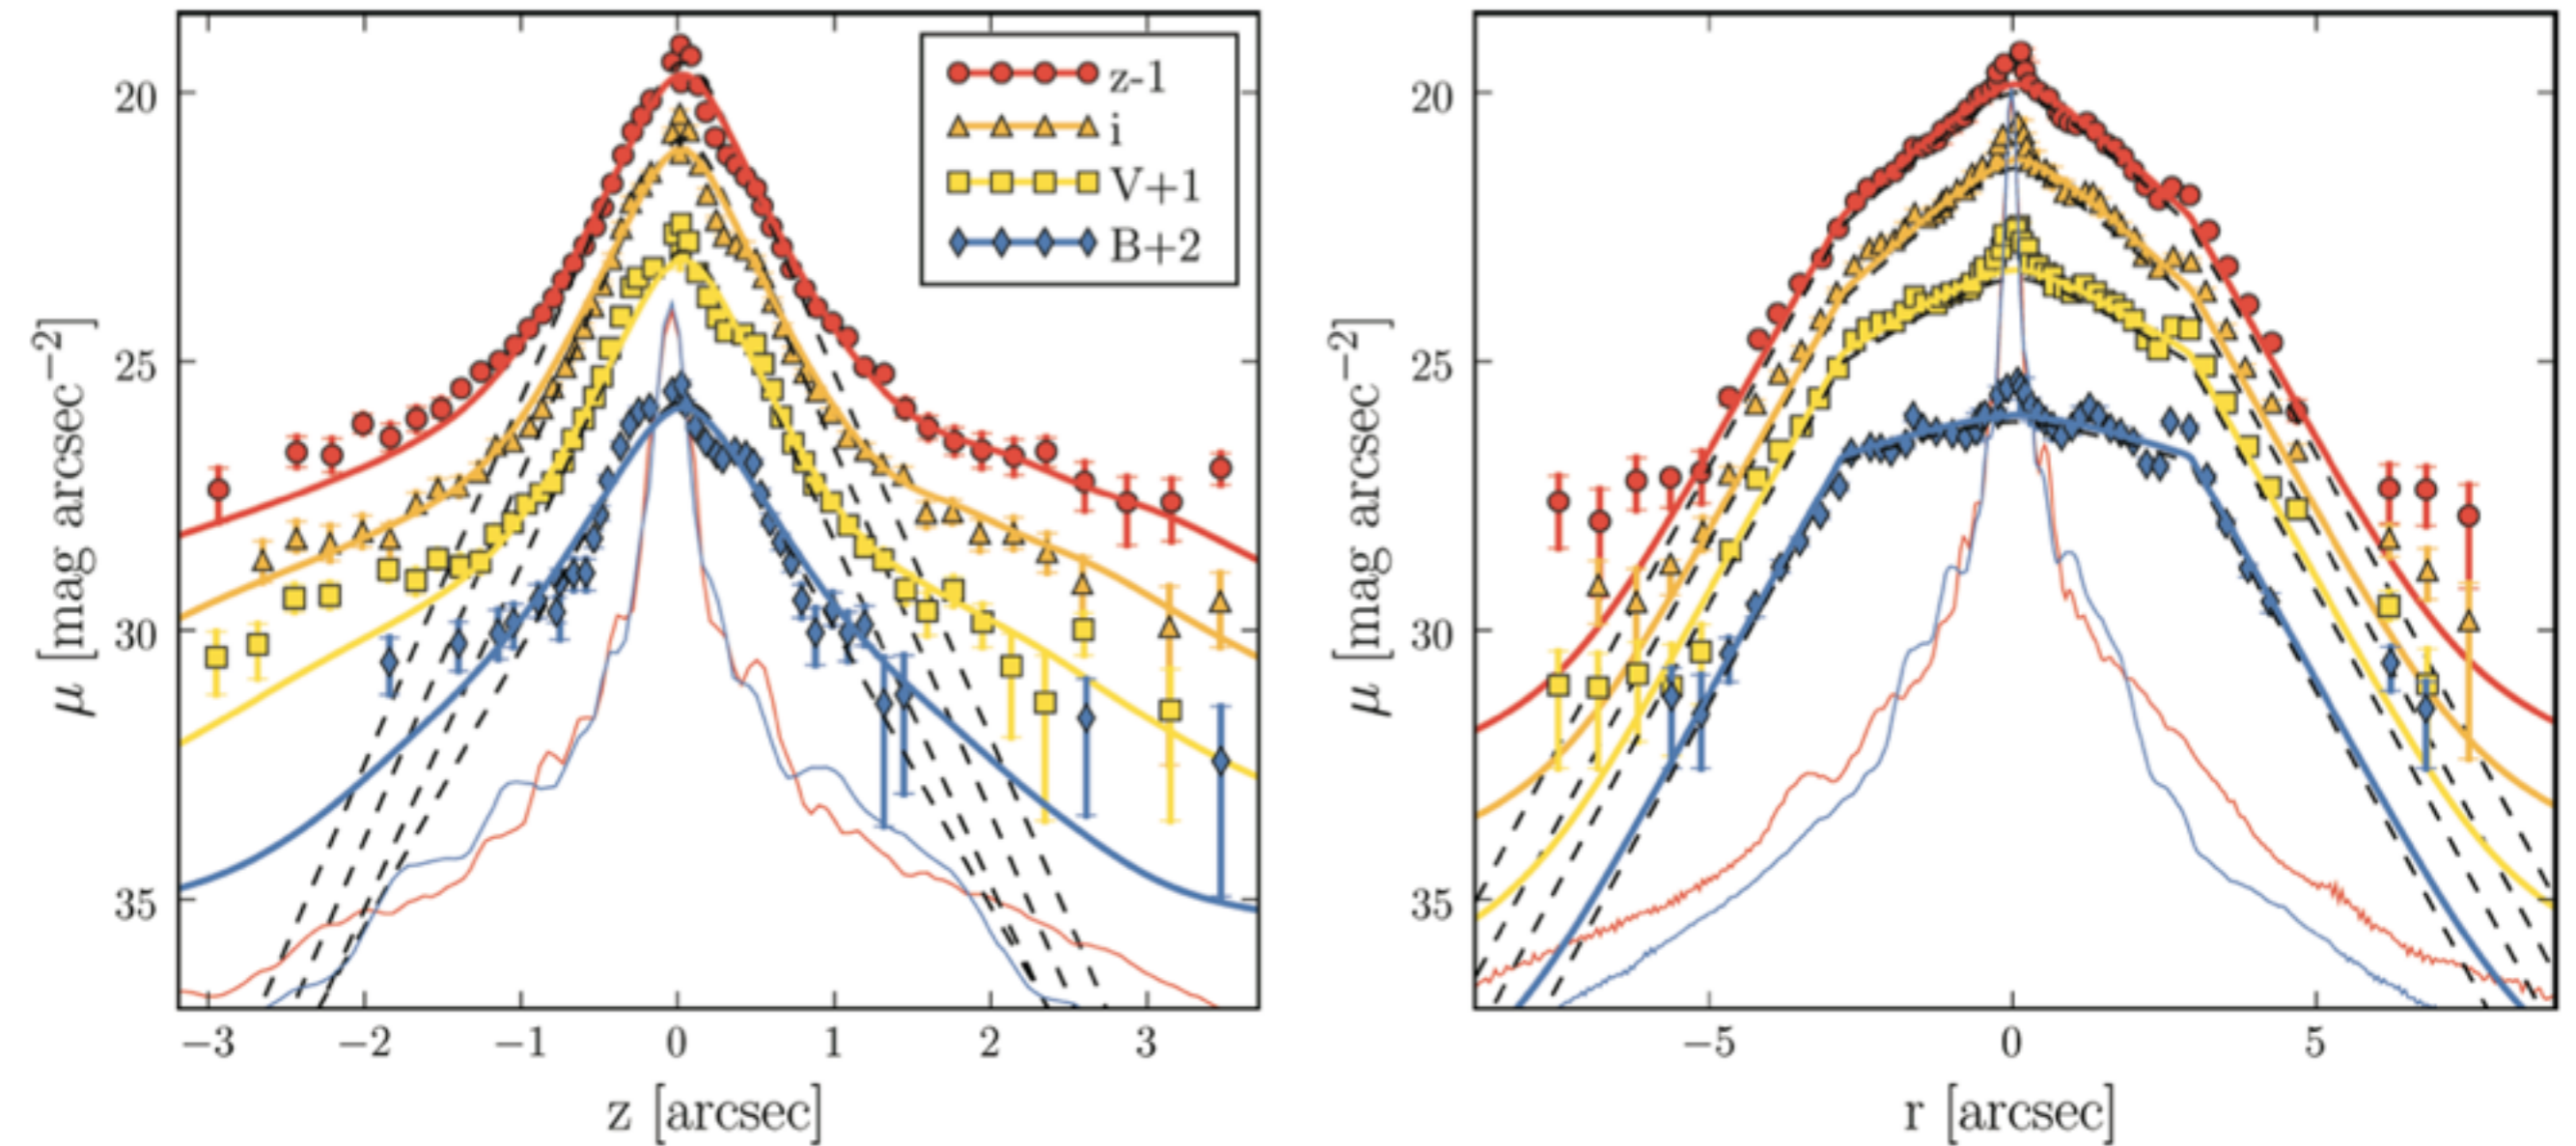 z-1
i
V+1
B+2
20
25
30
35
μ [mag arcsec⁻²]
−3 −2 −1 0 1 2 3
z [arcsec]
20
25
30
35
μ [mag arcsec⁻²]
−5 0 5
r [arcsec]